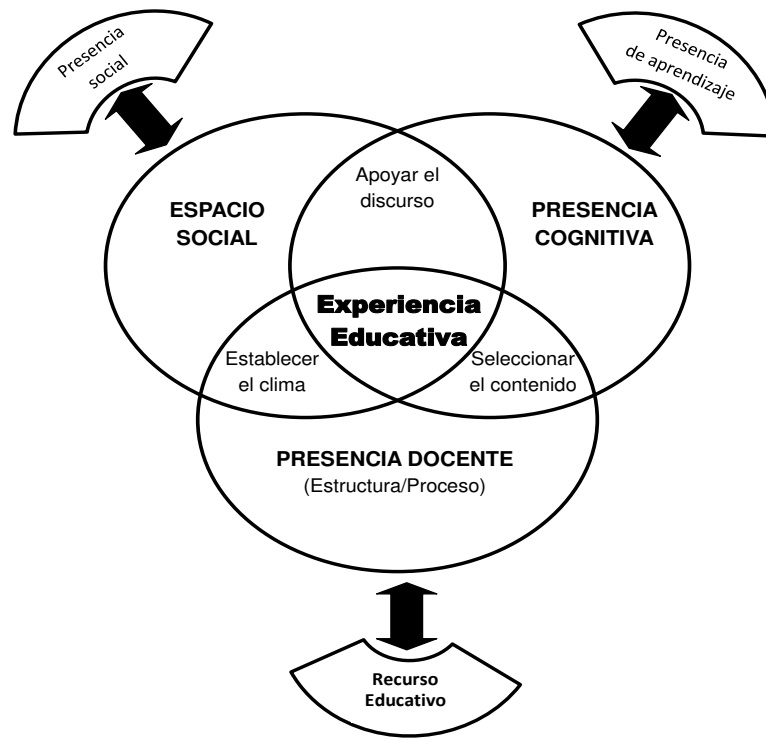 Presencia
social
Presencia
de aprendizaje
Apoyar el
discurso
ESPACIO
SOCIAL
PRESENCIA
COGNITIVA
Experiencia
Educativa
Establecer
el clima
Seleccionar
el contenido
PRESENCIA DOCENTE
(Estructura/Proceso)
Recurso
Educativo